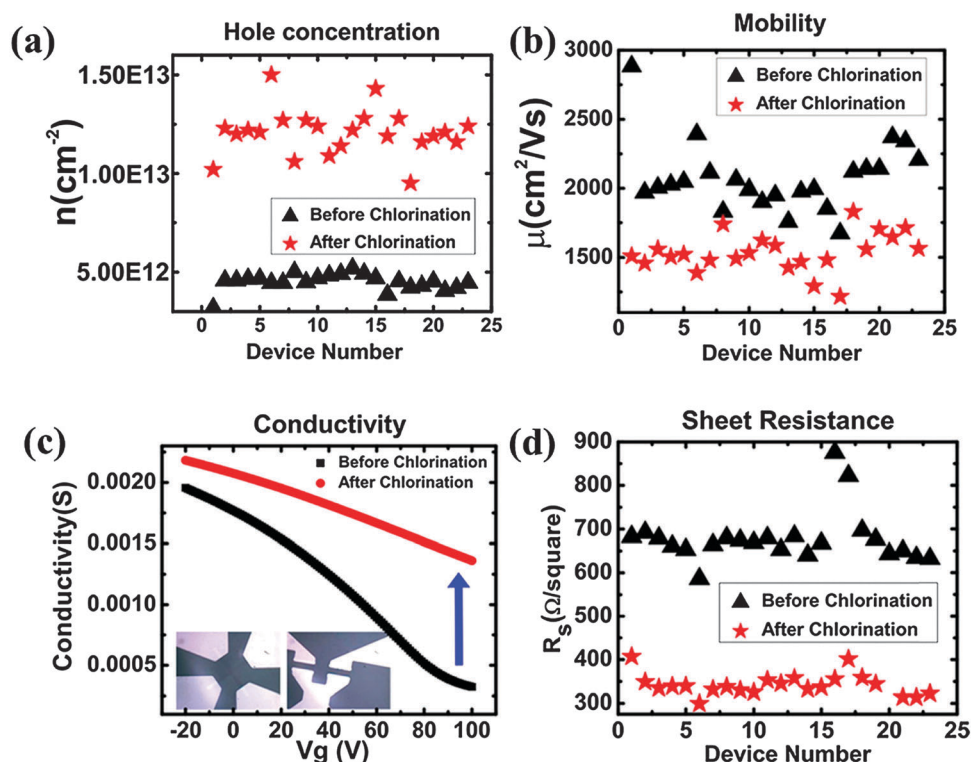 (a)
Hole concentration
n(cm-2)
1.50E13
1.00E13
5.00E12
Before Chlorination
After Chlorination
0 5 10 15 20 25
Device Number
(b)
Mobility
μ(cm2/Vs)
3000
2500
2000
1500
Before Chlorination
After Chlorination
0 5 10 15 20 25
Device Number
(c)
Conductivity
Conductivity(S)
0.0020
0.0015
0.0010
0.0005
Before Chlorination
After Chlorination
-20 0 20 40 60 80 100
Vg (V)
(d)
Sheet Resistance
Rs(Ω/square)
900
800
700
600
500
400
300
Before Chlorination
After Chlorination
0 5 10 15 20 25
Device Number